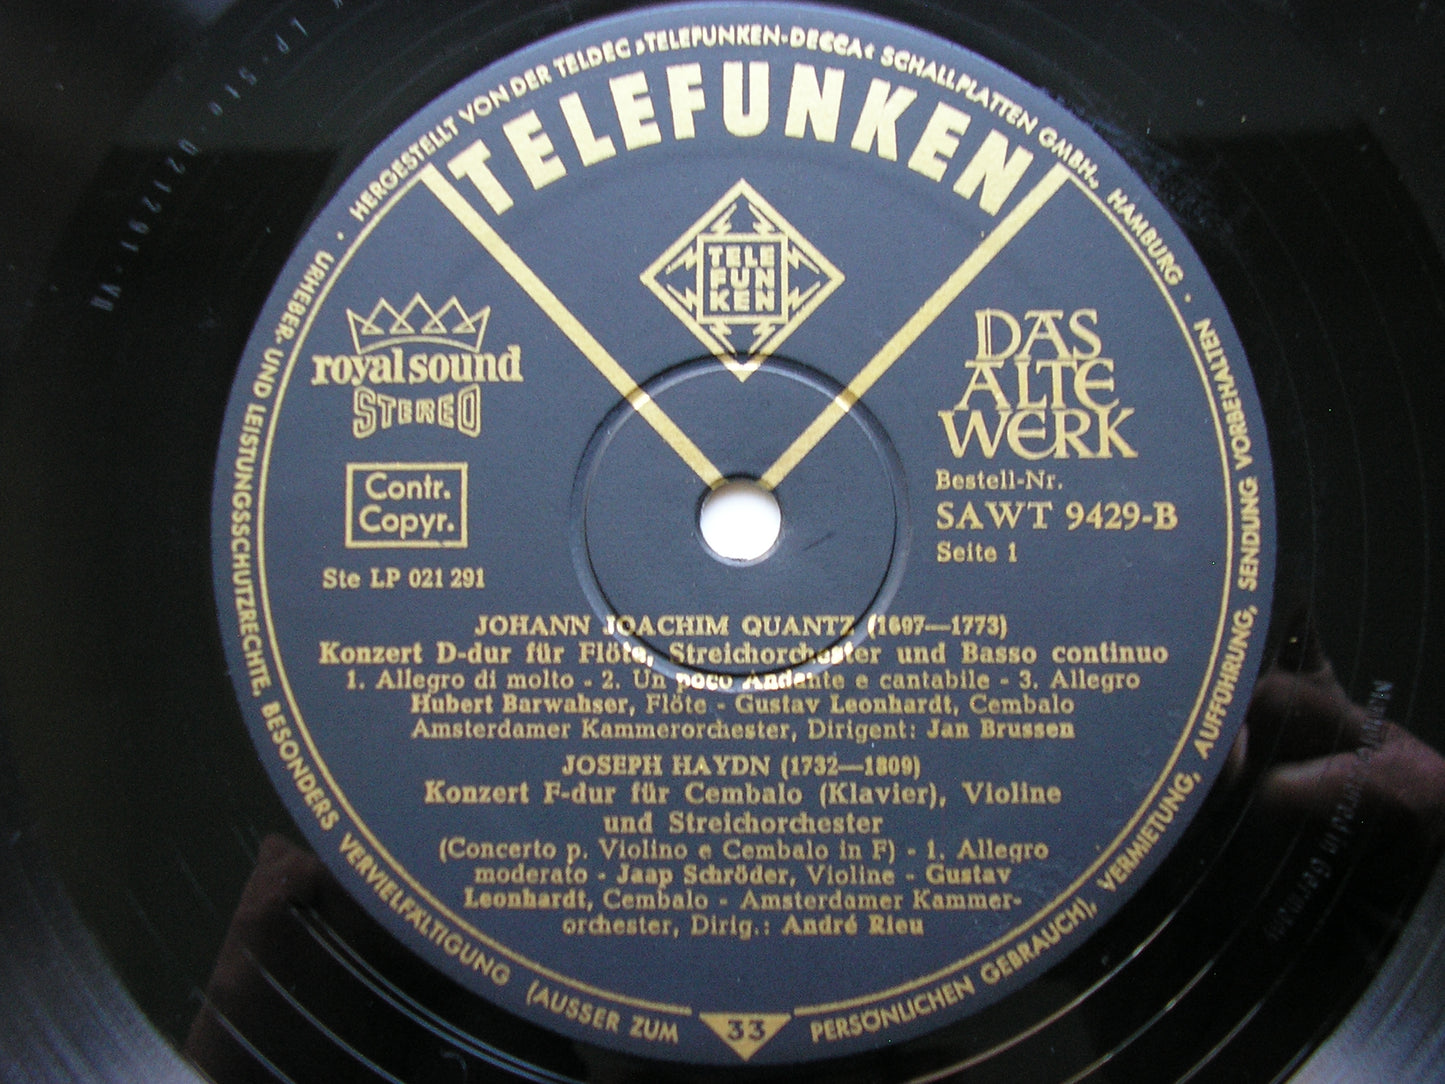 HERGESTELLT VON DER TELDEC »TELEFUNKEN-DECCA« SCHALLPLATTEN GMBH., HAMBURG ·
URHEBER- UND LEISTUNGSSCHUTZRECHTE, BESONDERS VERVIELFÄLTIGUNG (AUSSER ZUM PERSÖNLICHEN GEBRAUCH), VERMIETUNG, AUFFÜHRUNG, SENDUNG VORBEHALTEN ·
TELEFUNKEN
TELE
FUN
KEN
royal sound
STEREO
DAS
ALTE
WERK
Contr.
Copyr.
Bestell-Nr.
SAWT 9429-B
Seite 1
Ste LP 021 291
JOHANN JOACHIM QUANTZ (1697—1773)
Konzert D-dur für Flöte, Streichorchester und Basso continuo
1. Allegro di molto - 2. Un poco Andante e cantabile - 3. Allegro
Hubert Barwahser, Flöte - Gustav Leonhardt, Cembalo
Amsterdamer Kammerorchester, Dirigent: Jan Brussen
JOSEPH HAYDN (1732—1809)
Konzert F-dur für Cembalo (Klavier), Violine
und Streichorchester
(Concerto p. Violino e Cembalo in F) - 1. Allegro
moderato - Jaap Schröder, Violine - Gustav
Leonhardt, Cembalo - Amsterdamer Kammer-
orchester, Dirig.: André Rieu
33
Manufactured in Germany